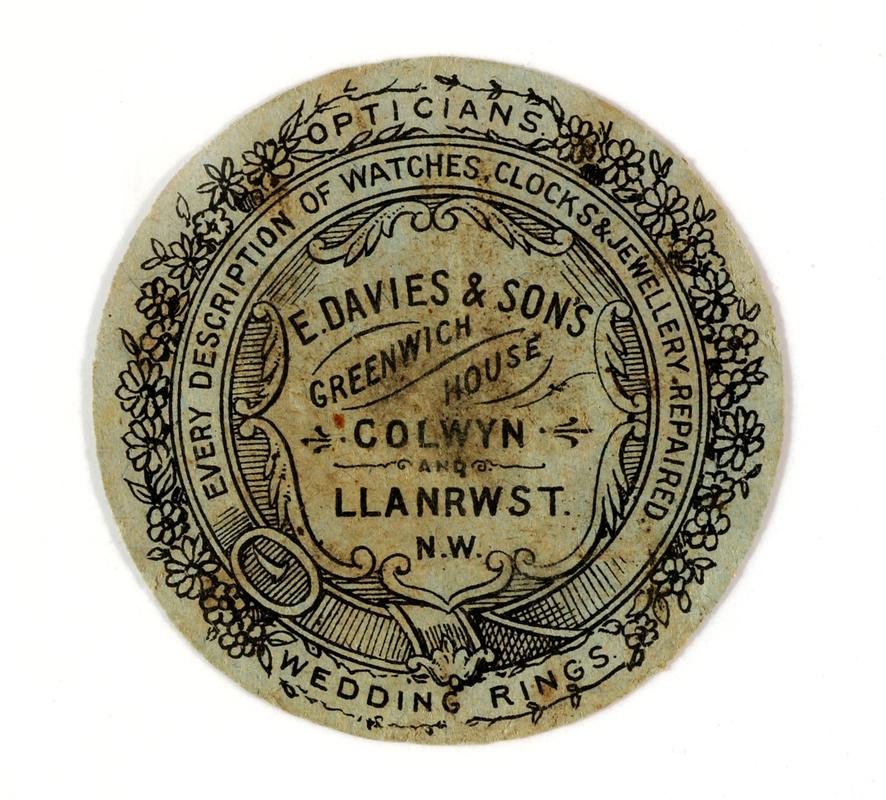 OPTICIANS.
EVERY DESCRIPTION OF WATCHES, CLOCKS & JEWELLERY REPAIRED.
E. DAVIES & SON'S
GREENWICH
HOUSE
COLWYN
AND
LLANRWST.
N.W.
WEDDING RINGS.